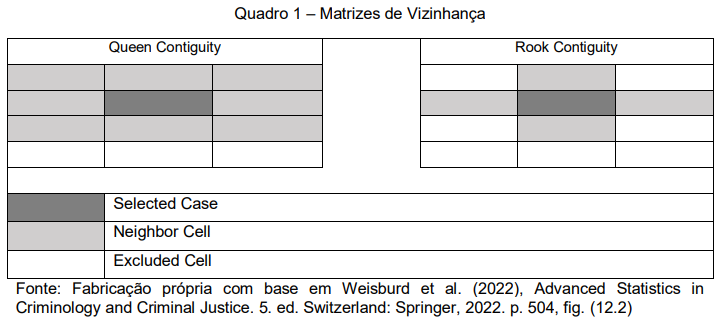 Quadro 1 – Matrizes de Vizinhança
Queen Contiguity
Rook Contiguity
Selected Case
Neighbor Cell
Excluded Cell
Fonte: Fabricação própria com base em Weisburd et al. (2022), Advanced Statistics in
Criminology and Criminal Justice. 5. ed. Switzerland: Springer, 2022. p. 504, fig. (12.2)